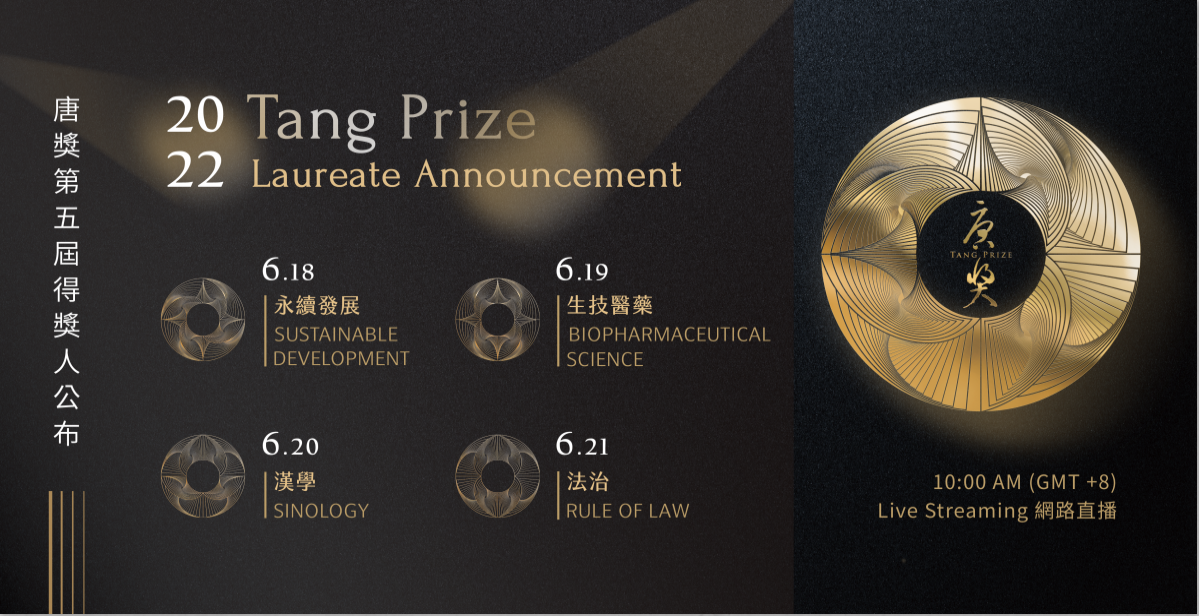 唐獎第五屆得獎人公布
2022
Tang Prize
Laureate Announcement
6.18
永續發展
SUSTAINABLE
DEVELOPMENT
6.19
生技醫藥
BIOPHARMACEUTICAL
SCIENCE
6.20
漢學
SINOLOGY
6.21
法治
RULE OF LAW
唐
TANG PRIZE
獎
10:00 AM (GMT +8)
Live Streaming 網路直播